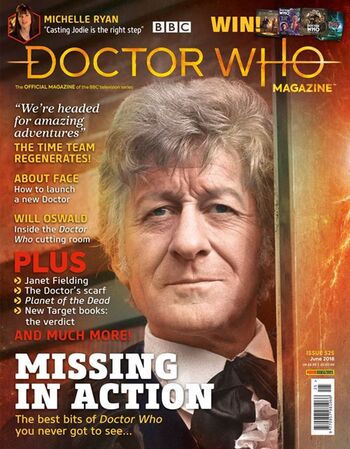 MICHELLE RYAN
"Casting Jodie is the right step"
BBC
WIN!
DOCTOR WHO
The OFFICIAL MAGAZINE of the BBC television series
MAGAZINE
"We're headed
for amazing
adventures"
THE TIME TEAM
REGENERATES!
ABOUT FACE
How to launch
a new Doctor
WILL OSWALD
Inside the Doctor
Who cutting room
PLUS
Janet Fielding
The Doctor's scarf
Planet of the Dead
New Target books:
the verdict
AND MUCH MORE!
MISSING
IN ACTION
The best bits of Doctor Who
you never got to see...
ISSUE 525
June 2018